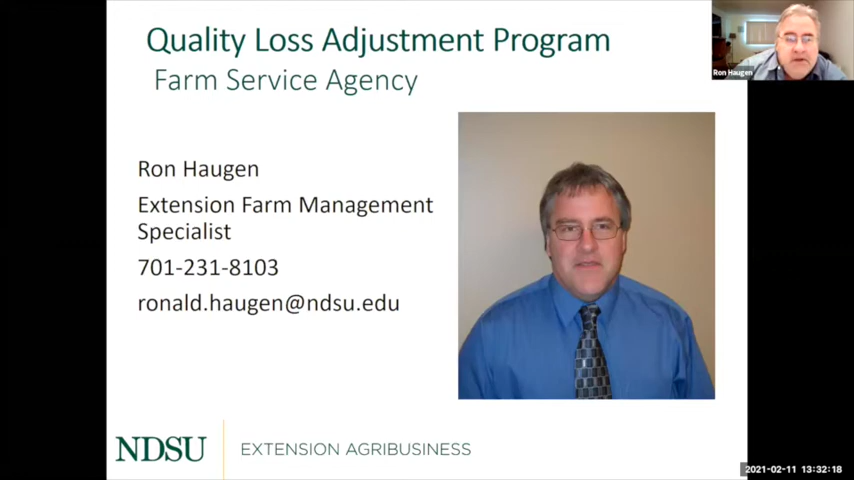 Quality Loss Adjustment Program
Farm Service Agency
Ron Haugen
Ron Haugen
Extension Farm Management
Specialist
701-231-8103
ronald.haugen@ndsu.edu
NDSU
EXTENSION AGRIBUSINESS
2021-02-11 13:32:18